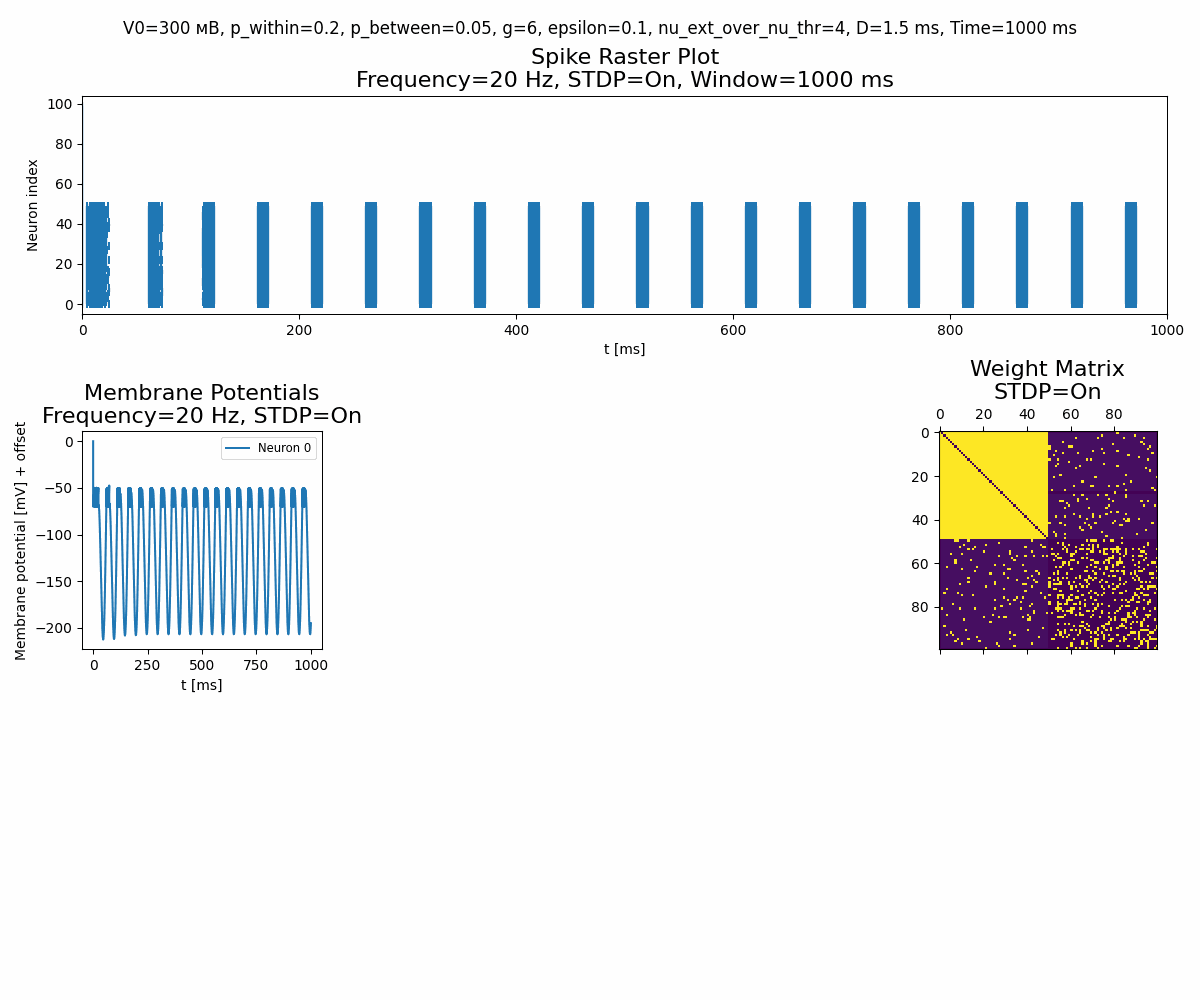 V0=300 мВ, p_within=0.2, p_between=0.05, g=6, epsilon=0.1, nu_ext_over_nu_thr=4, D=1.5 ms, Time=1000 ms
Spike Raster Plot
Frequency=20 Hz, STDP=On, Window=1000 ms
100
80
60
40
20
0
Neuron index
0 200 400 600 800 1000
t [ms]
Membrane Potentials
Frequency=20 Hz, STDP=On
0
−50
−100
−150
−200
Membrane potential [mV] + offset
Neuron 0
0 250 500 750 1000
t [ms]
Weight Matrix
STDP=On
0 20 40 60 80
0
20
40
60
80